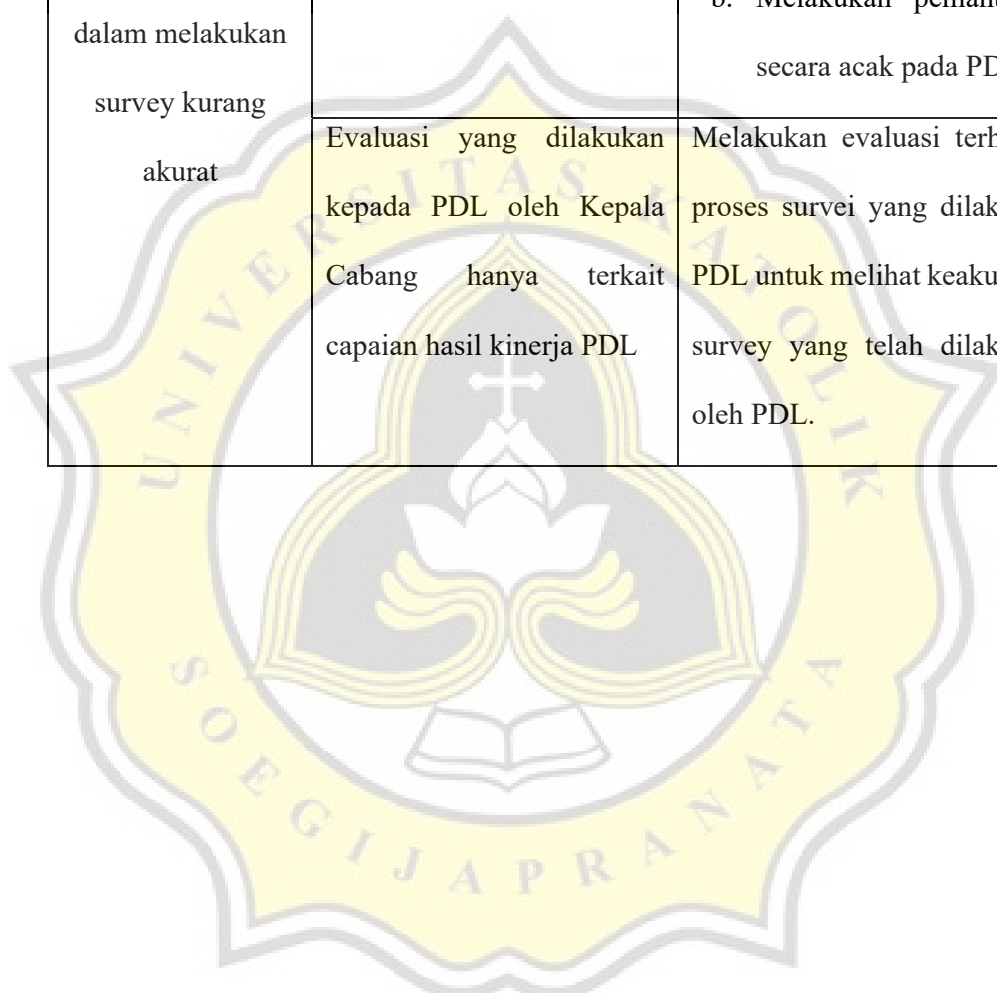 dalam melakukan
survey kurang
akurat
Evaluasi yang dilakukan
kepada PDL oleh Kepala
Cabang hanya terkait
capaian hasil kinerja PDL
b. Melakukan
secara acak pada
Melakukan evaluasi
proses survei yang
PDL untuk melihat
survey yang telah
oleh PDL.
UNIVERSITAS KATOLIK
SOEGIJAPRANATA